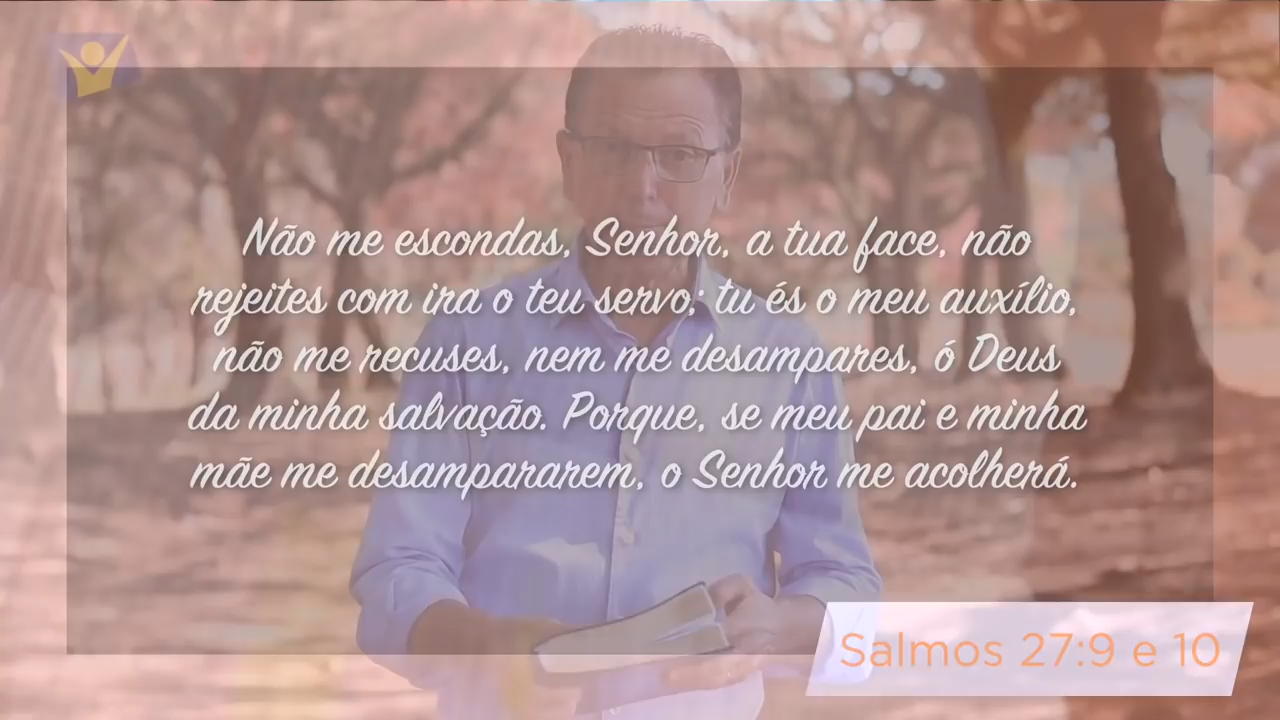 Não me escondas, Senhor, a tua face, não
rejeites com ira o teu servo; tu és o meu auxílio,
não me recuses, nem me desampares, ó Deus
da minha salvação. Porque, se meu pai e minha
mãe me desampararem, o Senhor me acolherá.
Salmos 27:9 e 10